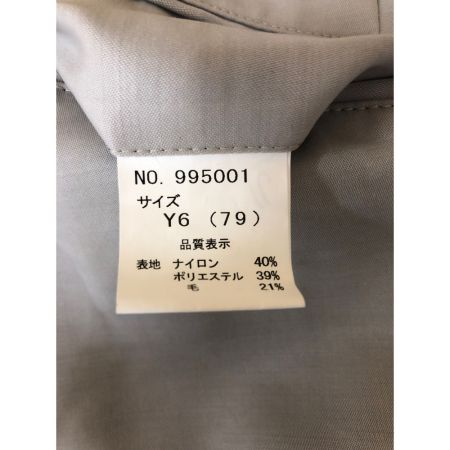 NO. 995001
サイズ
Y6 (79)
品質表示
表地 ナイロン 40%
ポリエステル 39%
毛 21%